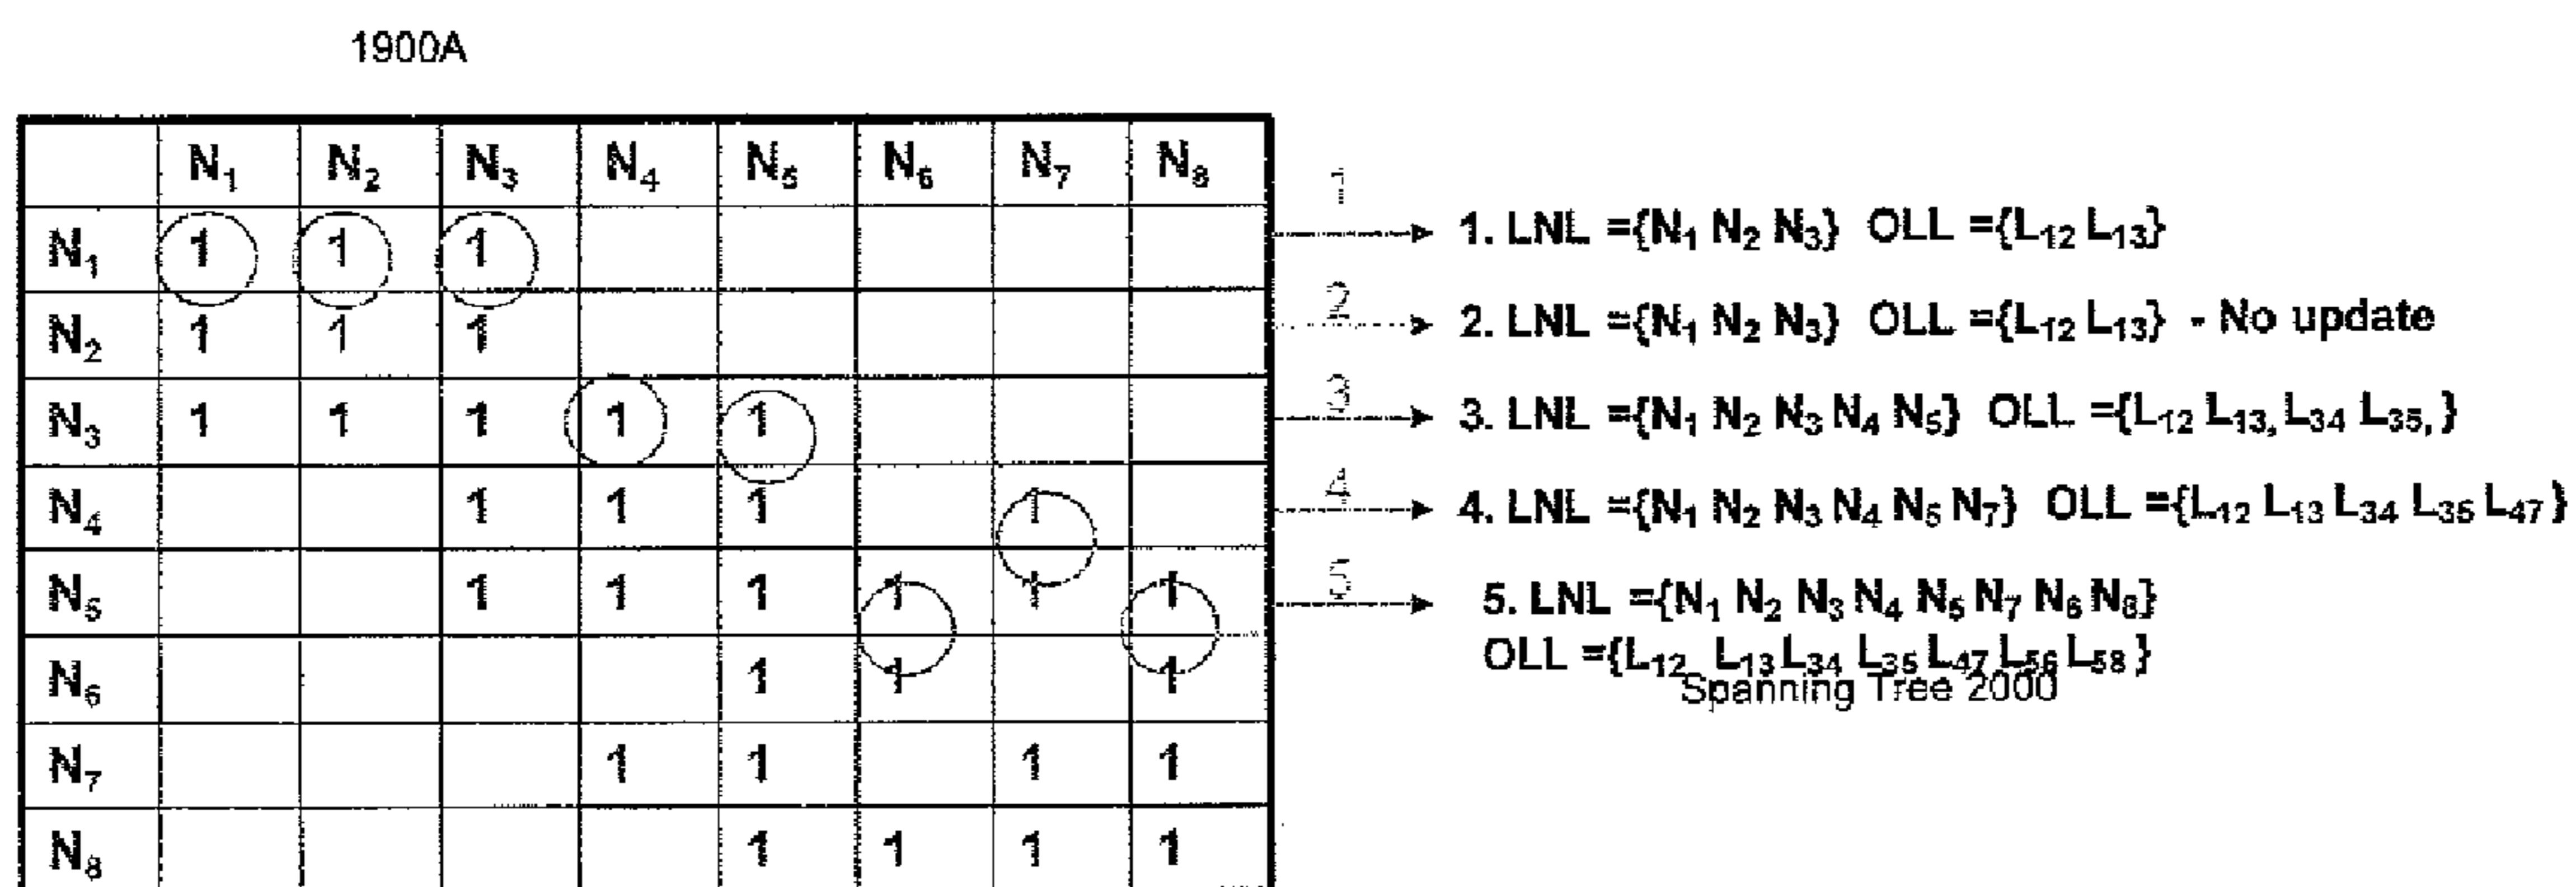 1900A
N₁ N₂ N₃ N₄ N₅ N₆ N₇ N₈
N₁ 1 1 1
N₂ 1 1 1
N₃ 1 1 1 1 1
N₄ 1 1 1 1
N₅ 1 1 1 1 1 1
N₆ 1 1 1
N₇ 1 1 1 1
N₈ 1 1 1 1
1
1. LNL ={N₁ N₂ N₃} OLL ={L₁₂ L₁₃}
2
2. LNL ={N₁ N₂ N₃} OLL ={L₁₂ L₁₃} - No update
3
3. LNL ={N₁ N₂ N₃ N₄ N₅} OLL ={L₁₂ L₁₃, L₃₄ L₃₅, }
4
4. LNL ={N₁ N₂ N₃ N₄ N₅ N₇} OLL ={L₁₂ L₁₃ L₃₄ L₃₅ L₄₇ }
5
5. LNL ={N₁ N₂ N₃ N₄ N₅ N₇ N₆ N₈}
OLL ={L₁₂ L₁₃ L₃₄ L₃₅ L₄₇ L₅₆ L₅₈ }
Spanning Tree 2000